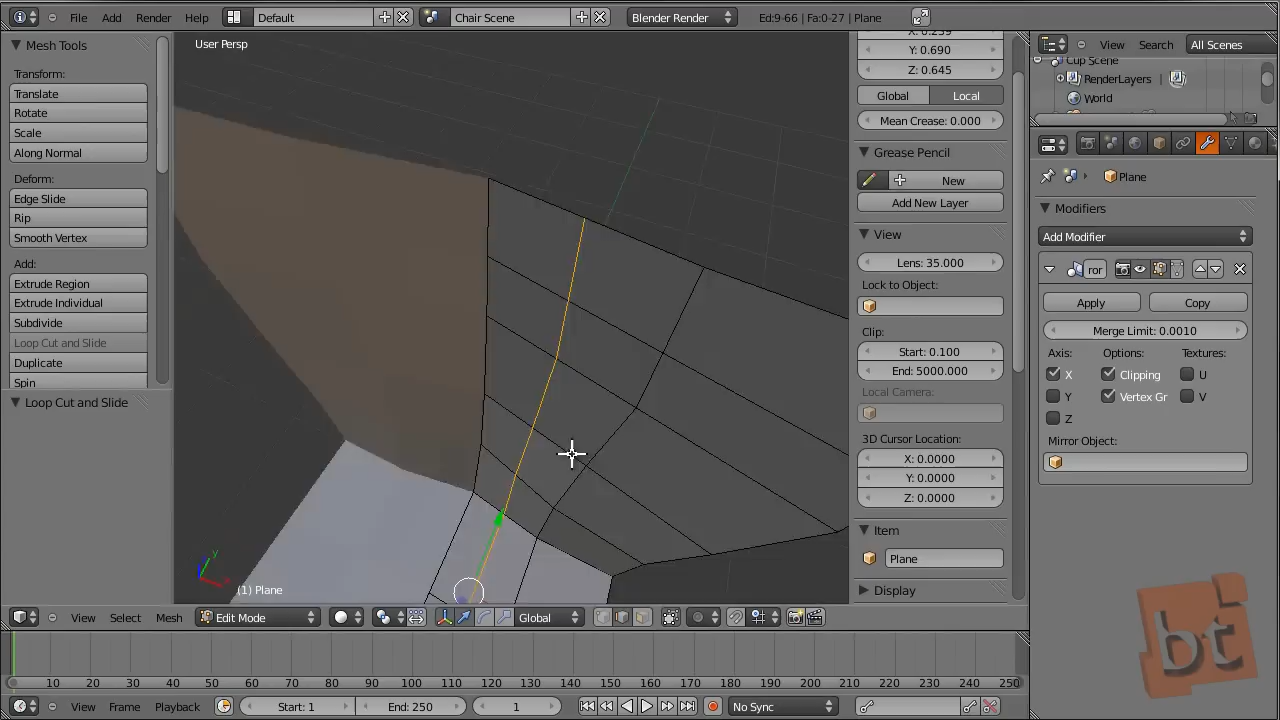 File Add Render Help Default Chair Scene Blender Render Ed:9-66 | Fa:0-27 | Plane
Mesh Tools
Transform:
Translate
Rotate
Scale
Along Normal
Deform:
Edge Slide
Rip
Smooth Vertex
Add:
Extrude Region
Extrude Individual
Subdivide
Loop Cut and Slide
Duplicate
Spin
Loop Cut and Slide
User Persp
y
(1) Plane
X: 0.239
Y: 0.690
Z: 0.645
Global Local
Mean Crease: 0.000
Grease Pencil
New
Add New Layer
View
Lens: 35.000
Lock to Object:
Clip:
Start: 0.100
End: 5000.000
Local Camera:
3D Cursor Location:
X: 0.0000
Y: 0.0000
Z: 0.0000
Item
Plane
Display
View Search All Scenes
Cup Scene
RenderLayers |
World
Plane
Modifiers
Add Modifier
ror
Apply Copy
Merge Limit: 0.0010
Axis: Options: Textures:
X Clipping U
Y Vertex Gr V
Z
Mirror Object:
View Select Mesh Edit Mode Global
0 10 20 30 40 50 60 70 80 90 100 110 120 130 140 150 160 170 180 190 200 210 220 230 240 250
View Frame Playback Start: 1 End: 250 1 No Sync
bt